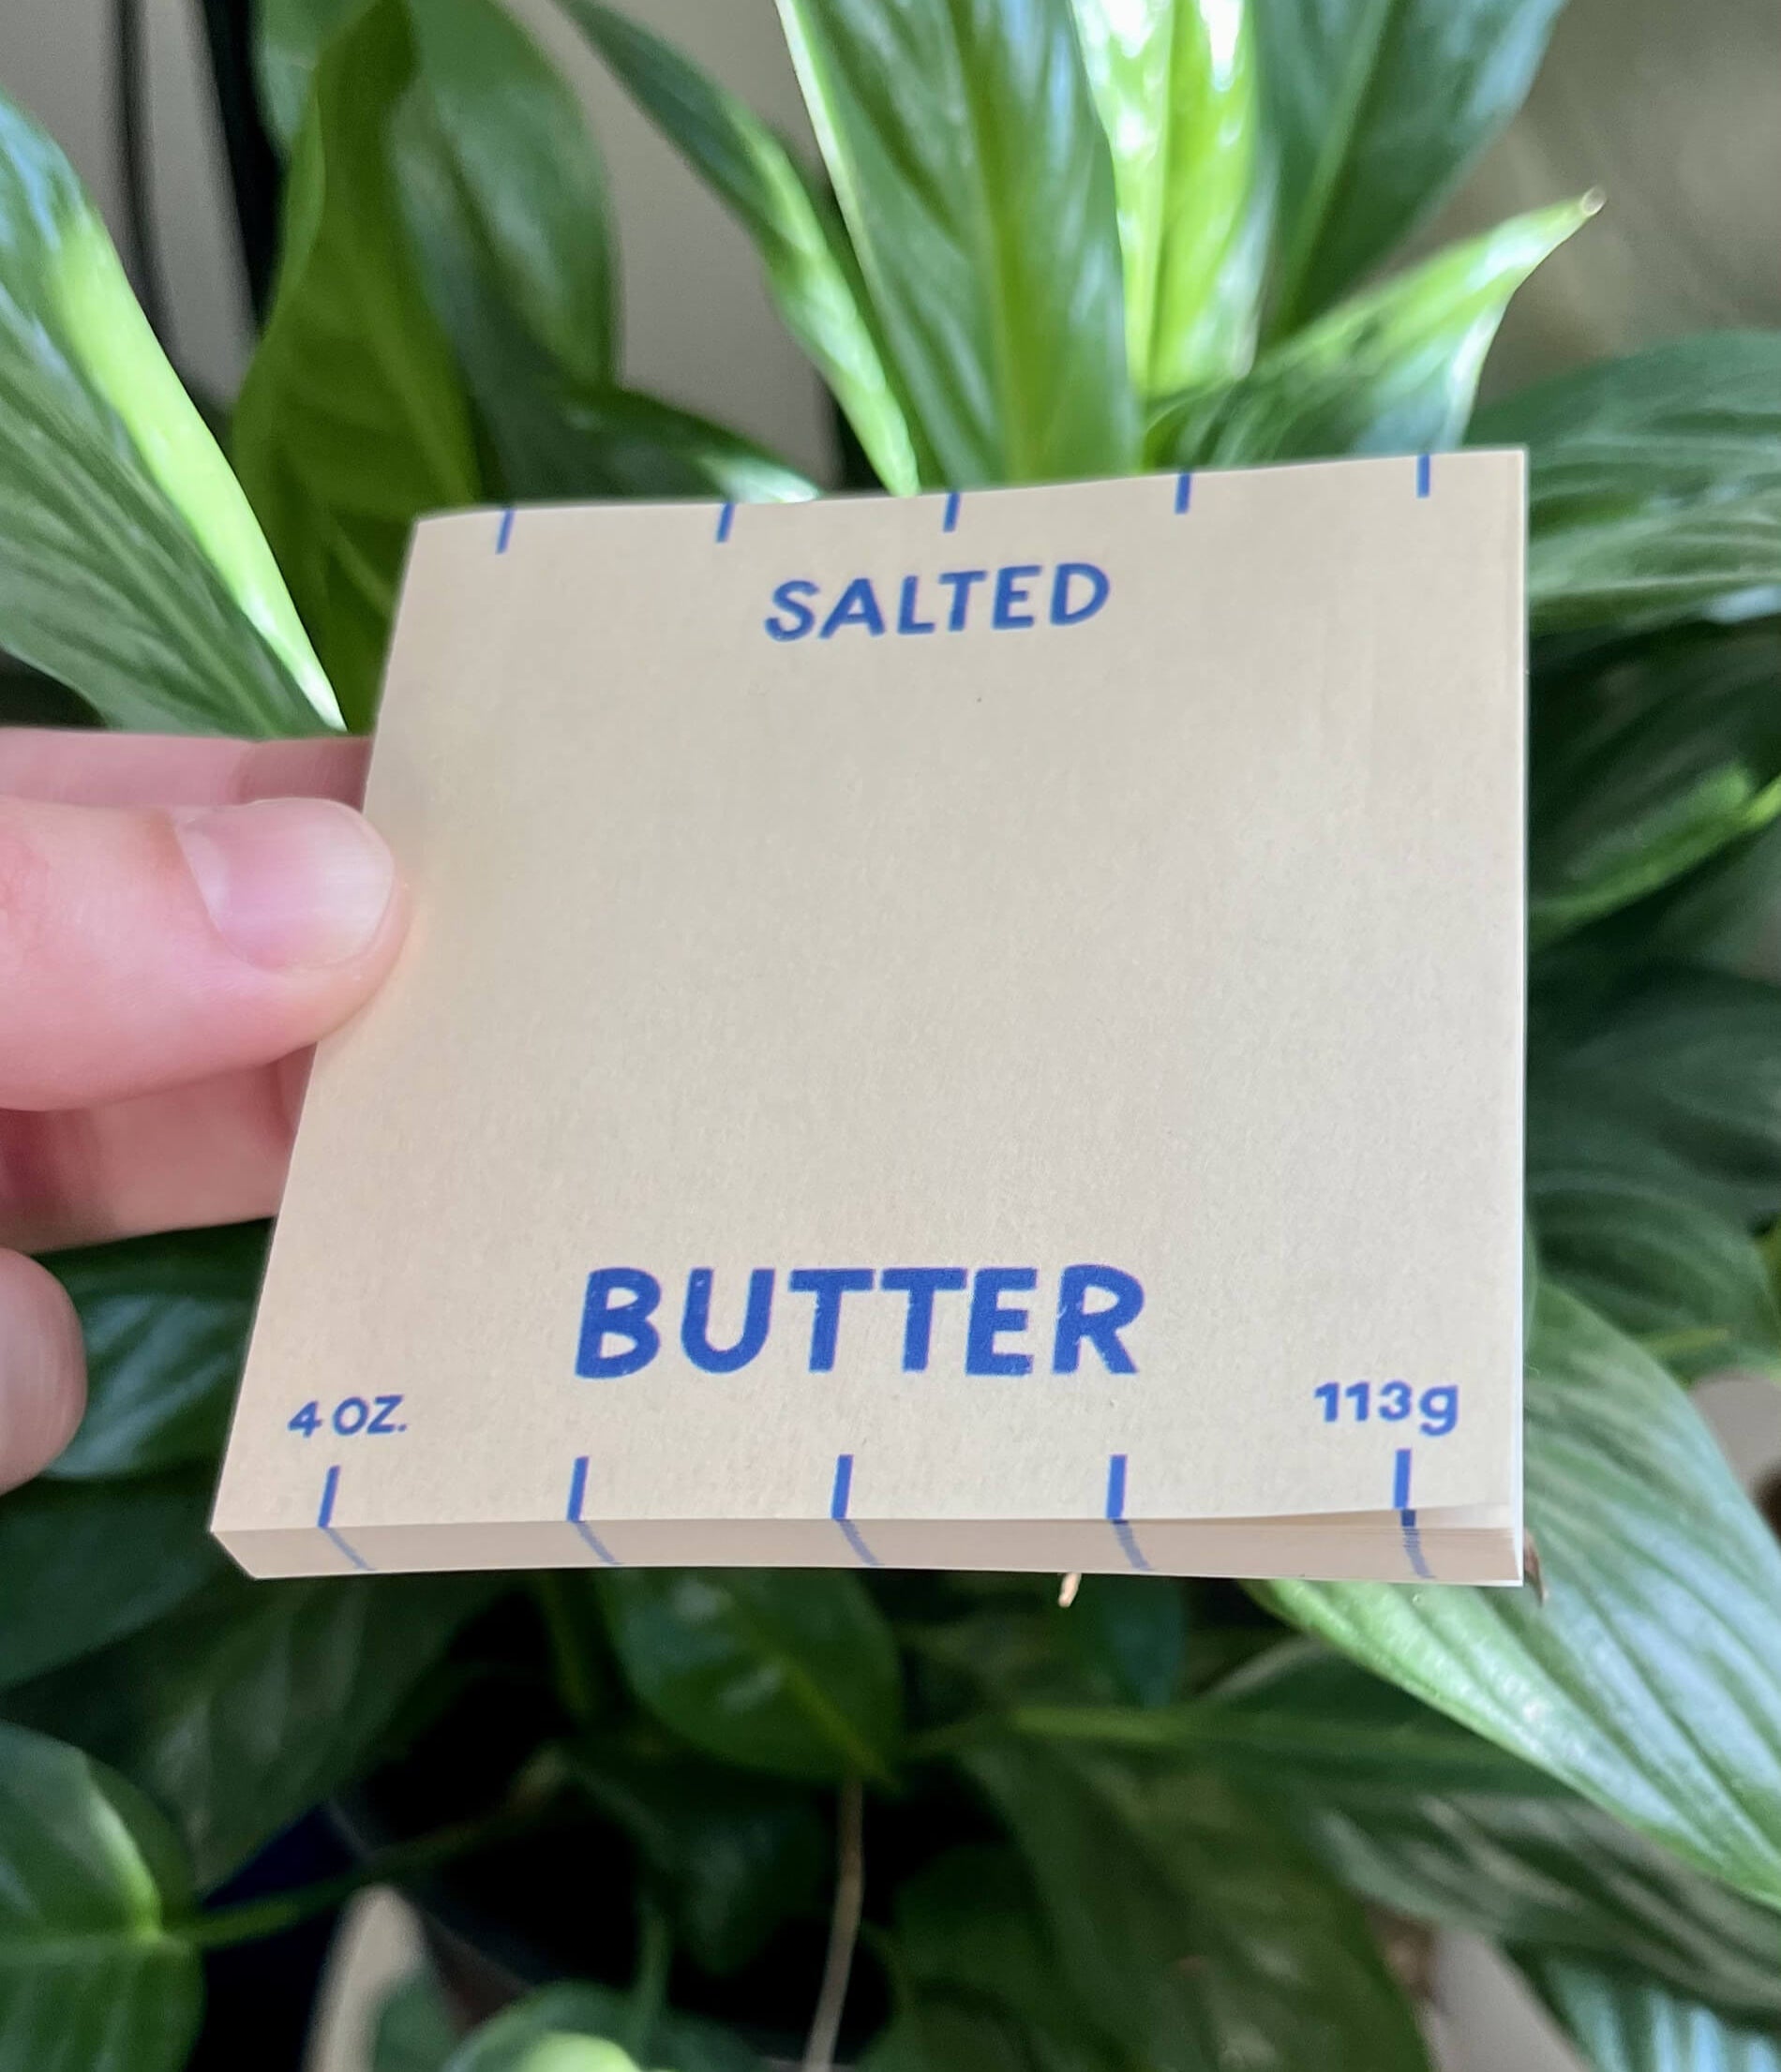 SALTED
BUTTER
4 OZ.
113g